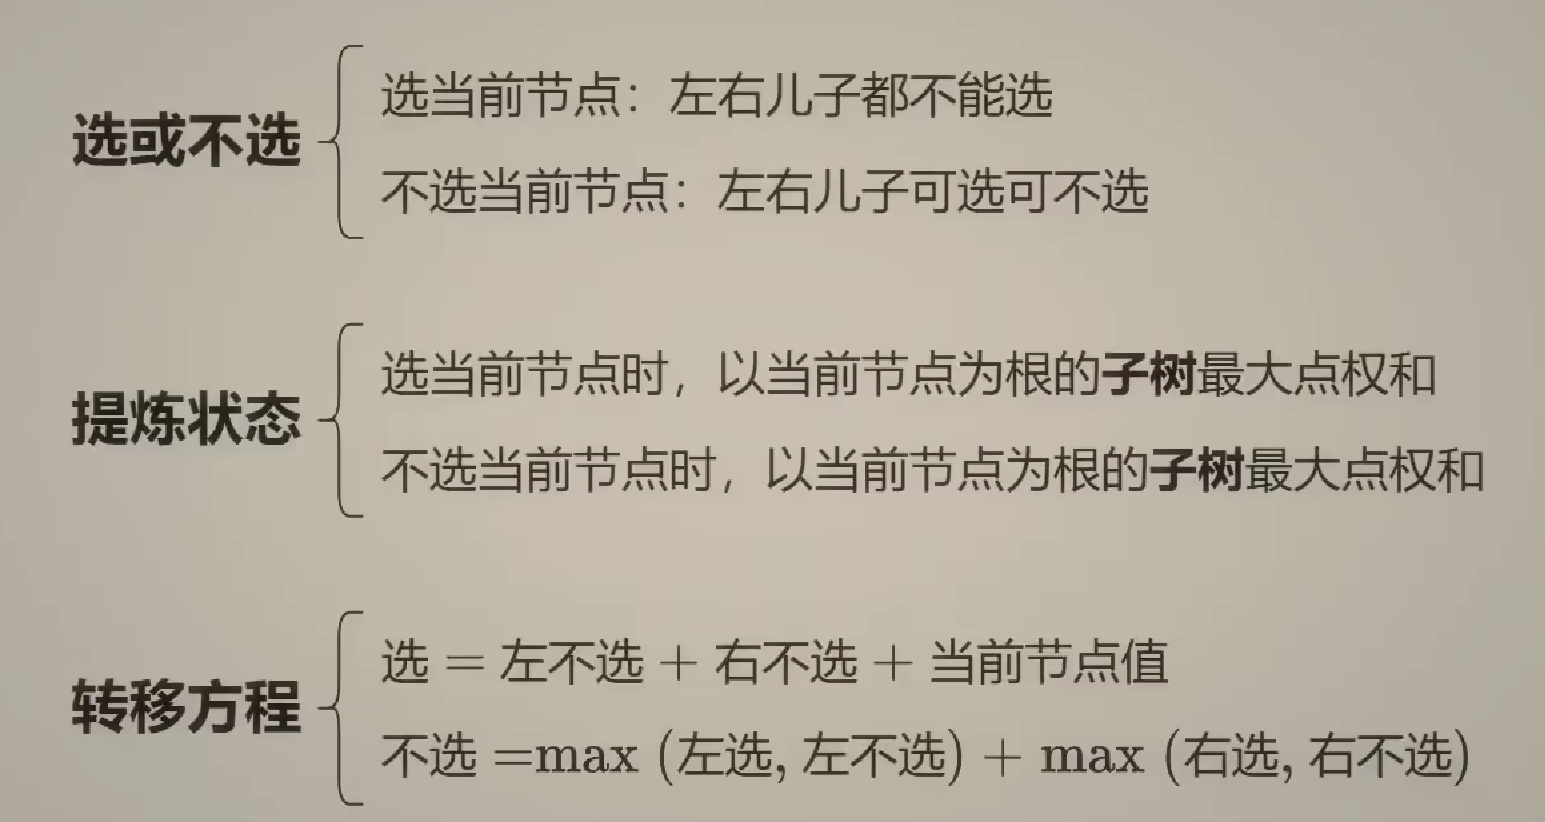 选或不选
选当前节点：左右儿子都不能选
不选当前节点：左右儿子可选可不选
提炼状态
选当前节点时，以当前节点为根的子树最大点权和
不选当前节点时，以当前节点为根的子树最大点权和
转移方程
选 = 左不选 + 右不选 + 当前节点值
不选 =max (左选, 左不选) + max (右选, 右不选)